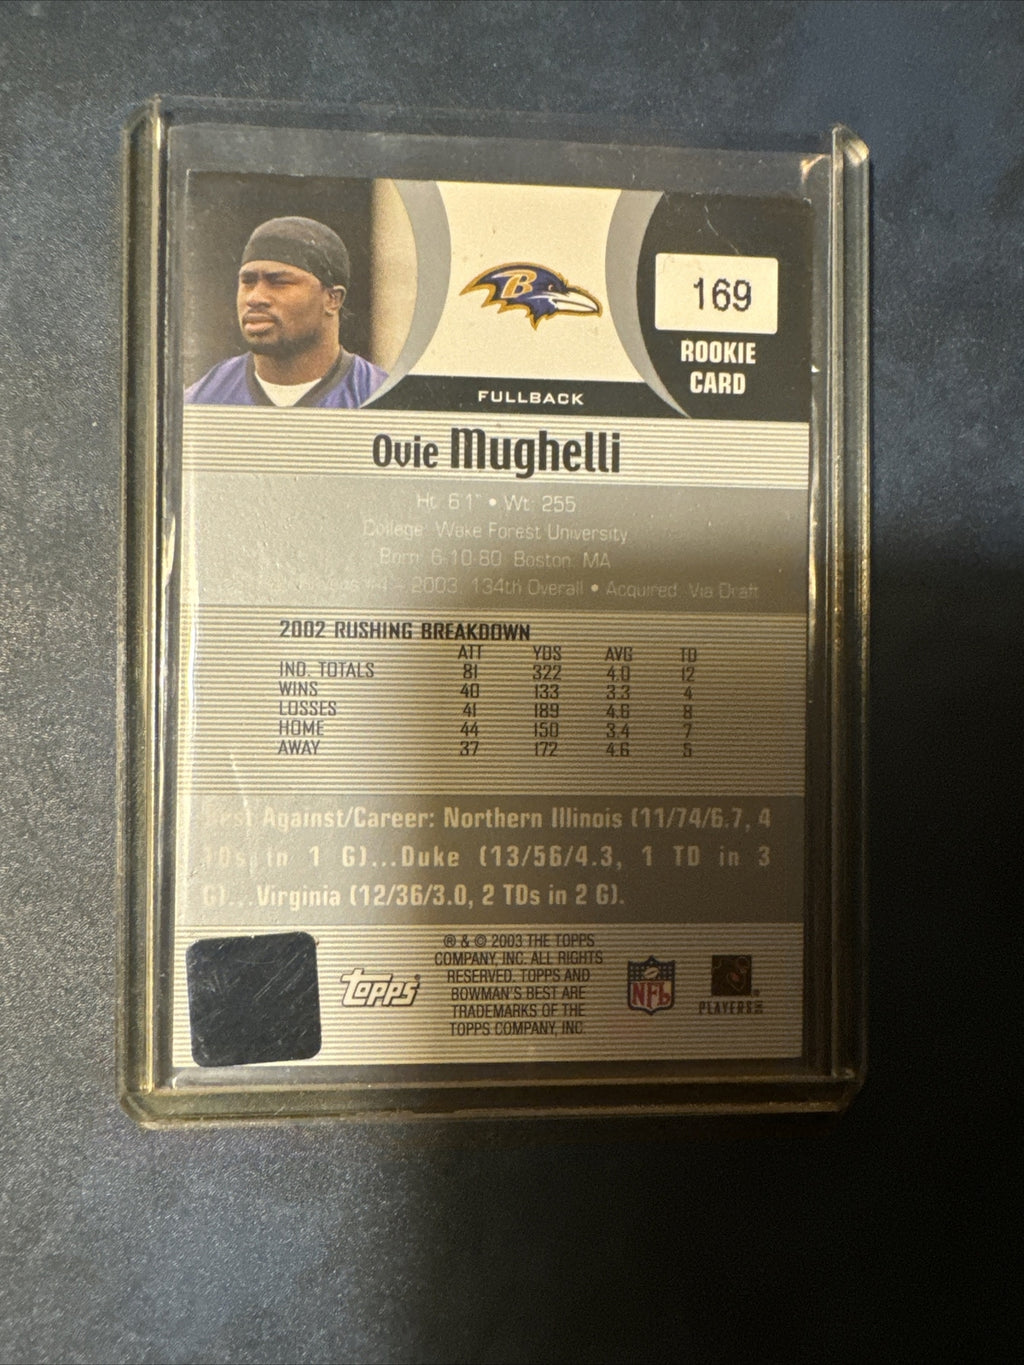 B
169
ROOKIE
CARD
FULLBACK
Ovie Mughelli
Ht: 6'1" • Wt: 255
College: Wake Forest University
Born: 6-10-80, Boston, MA
#4 – 2003, 134th Overall • Acquired: Via Draft
2002 RUSHING BREAKDOWN
ATT YDS AVG TD
IND. TOTALS 81 322 4.0 12
WINS 40 133 3.3 4
LOSSES 41 189 4.6 8
HOME 44 150 3.4 7
AWAY 37 172 4.6 5
Best Against/Career: Northern Illinois (11/74/6.7, 4
TDs in 1 G)...Duke (13/56/4.3, 1 TD in 3
G)...Virginia (12/36/3.0, 2 TDs in 2 G).
® & © 2003 THE TOPPS
COMPANY, INC. ALL RIGHTS
RESERVED. TOPPS AND
BOWMAN'S BEST ARE
TRADEMARKS OF THE
TOPPS COMPANY, INC.
Topps®
NFL
PLAYERS INC